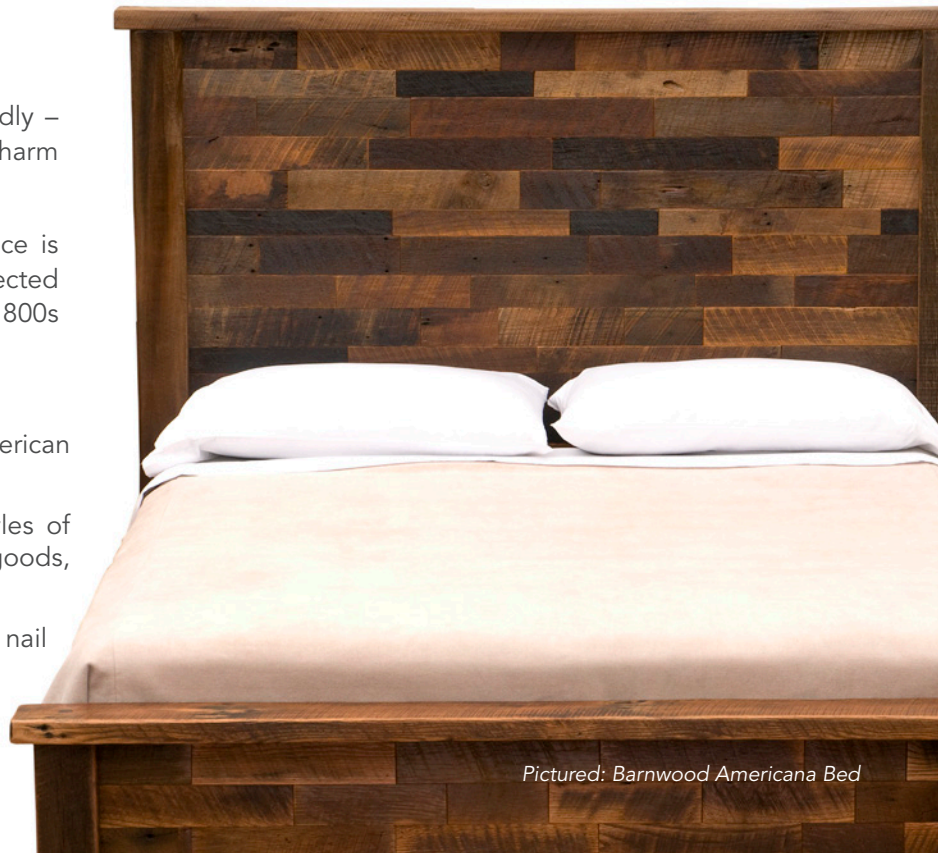 dly –
harm
ce is
ected
800s
erican
les of
goods,
nail
Pictured: Barnwood Americana Bed